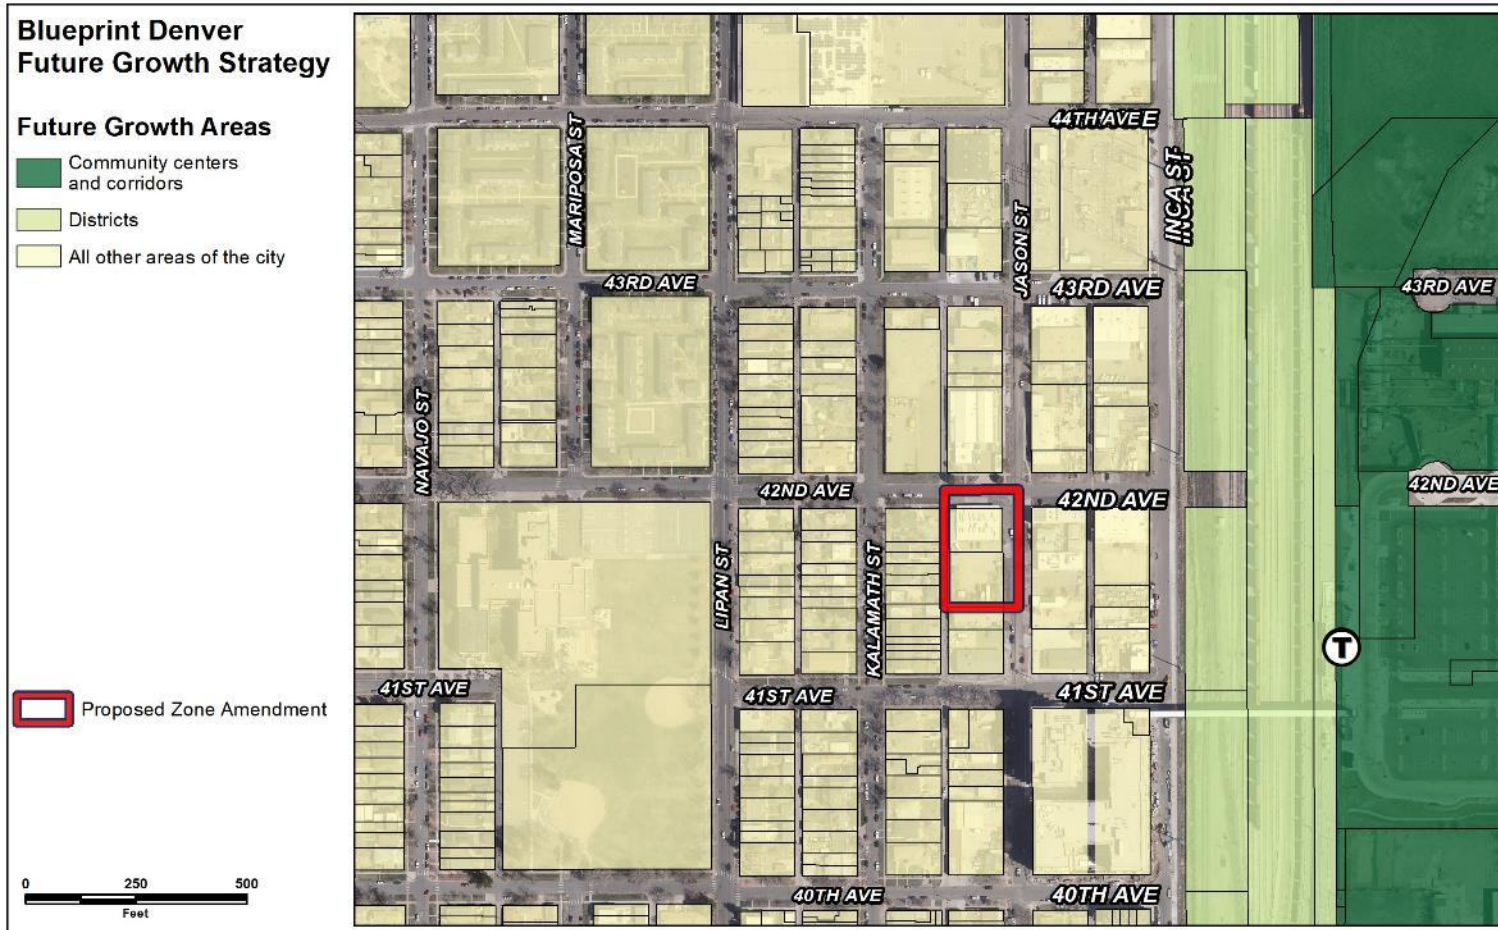 Blueprint Denver
Future Growth Strategy
Future Growth Areas
Community centers
and corridors
Districts
All other areas of the city
Proposed Zone Amendment
0 250 500
Feet
44TH AVE
MARIPOSA ST
INCA ST
INCA ST
JASON ST
43RD AVE
43RD AVE
43RD AVE
NAVAJO ST
42ND AVE
42ND AVE
42ND AVE
LIPAN ST
KALAMATH ST
T
41ST AVE
41ST AVE
41ST AVE
40TH AVE
40TH AVE